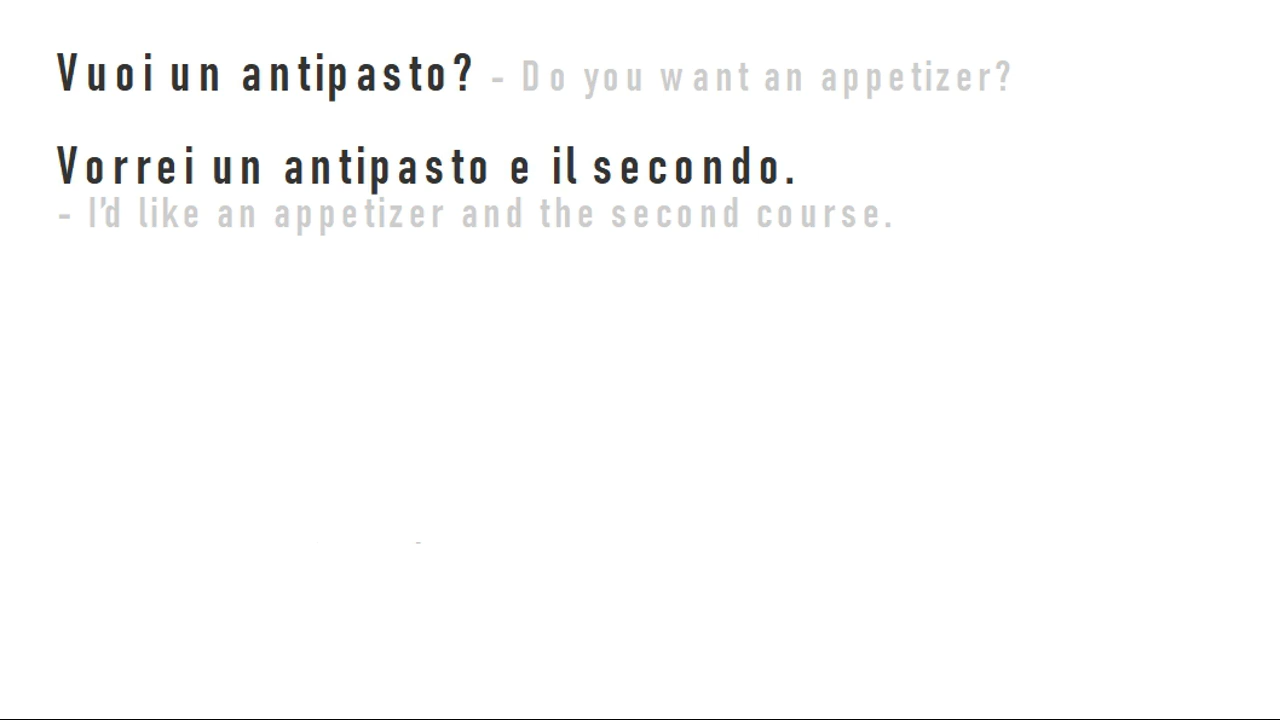 Vuoi un antipasto? - Do you want an appetizer?
Vorrei un antipasto e il secondo.
- I'd like an appetizer and the second course.
-